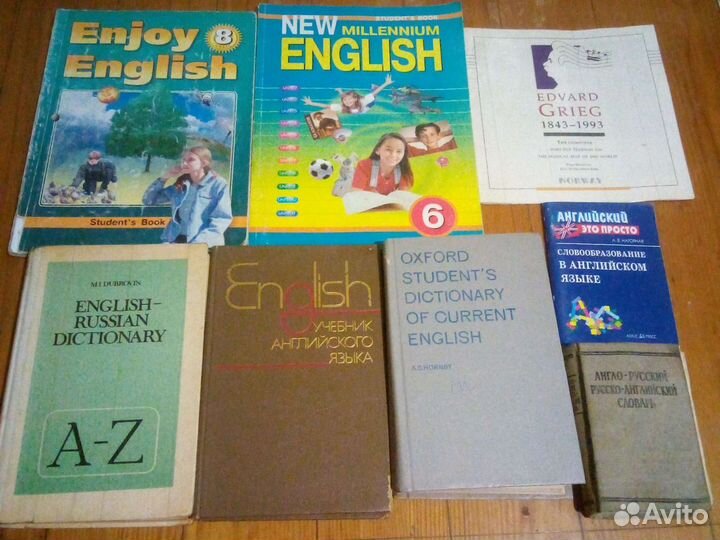 Enjoy 8
English
Student's Book
STUDENT'S BOOK
NEW MILLENNIUM
ENGLISH
6
EDVARD
GRIEG
1843-1993
NORWAY
M.I.DUBROVIN
ENGLISH-
RUSSIAN
DICTIONARY
A-Z
English
УЧЕБНИК
АНГЛИЙСКОГО
ЯЗЫКА
OXFORD
STUDENT'S
DICTIONARY
OF CURRENT
ENGLISH
A.S.HORNBY
АНГЛИЙСКИЙ
ЭТО ПРОСТО
СЛОВООБРАЗОВАНИЕ
В АНГЛИЙСКОМ
ЯЗЫКЕ
АНГЛО-РУССКИЙ
РУССКО-АНГЛИЙСКИЙ
СЛОВАРЬ
Avito